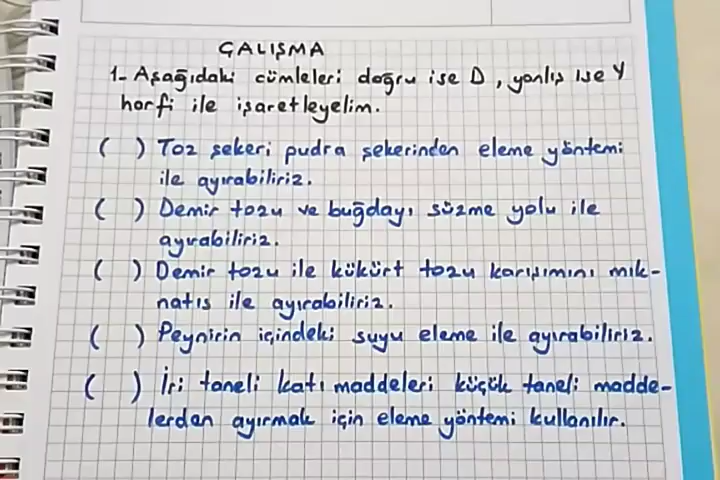 ÇALIŞMA
1- Aşağıdaki cümleleri doğru ise D, yanlış ise Y
harfi ile işaretleyelim.
( ) Toz şekeri pudra şekerinden eleme yöntemi
ile ayırabiliriz.
( ) Demir tozu ve buğdayı süzme yolu ile
ayırabiliriz.
( ) Demir tozu ile kükürt tozu karışımını mık-
natıs ile ayırabiliriz.
( ) Peynirin içindeki suyu eleme ile ayırabiliriz.
( ) İri taneli katı maddeleri küçük taneli madde-
lerden ayırmak için eleme yöntemi kullanılır.